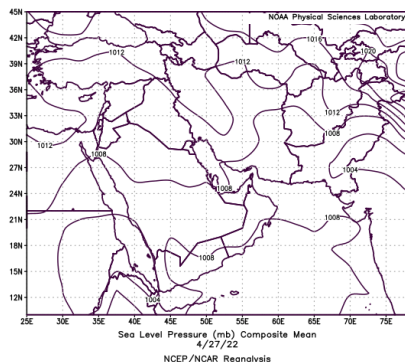 NOAA Physical Sciences Laboratory
45N
42N
39N
36N
33N
30N
27N
24N
21N
18N
15N
12N
1016
1020
1012
1012
1012
1008
1012
1008
1004
1008
1008
1008
1004
25E 30E 35E 40E 45E 50E 55E 60E 65E 70E 75E
Sea Level Pressure (mb) Composite Mean
4/27/22
NCEP/NCAR Reanalysis